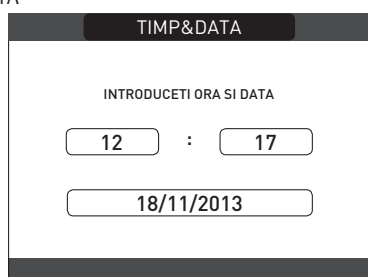 TIMP&DATA
INTRODUCETI ORA SI DATA
12 : 17
18/11/2013